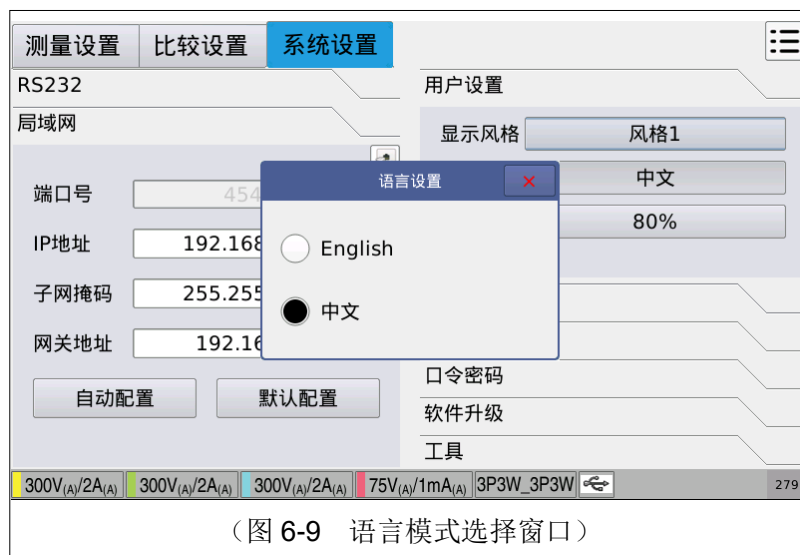 测量设置 比较设置 系统设置
RS232
局域网
端口号 454
IP地址 192.168
子网掩码 255.255
网关地址 192.16
自动配置 默认配置
用户设置
显示风格 风格1
中文
80%
口令密码
软件升级
工具
语言设置
English
中文
300V(A)/2A(A) 300V(A)/2A(A) 300V(A)/2A(A) 75V(A)/1mA(A) 3P3W_3P3W 279
（图 6-9 语言模式选择窗口）